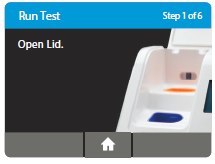 Run Test
Step 1 of 6
Open Lid.